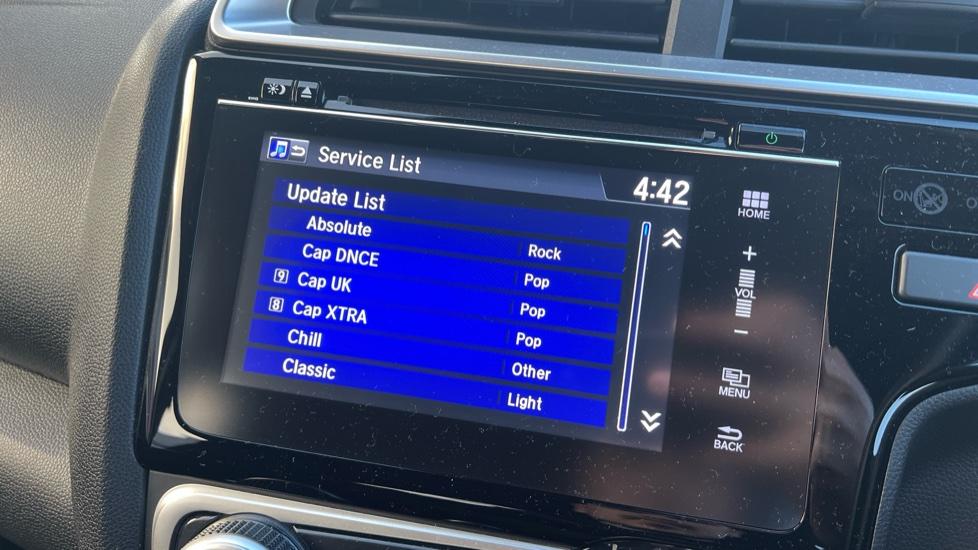 Service List
4:42
Update List
Absolute Rock
Cap DNCE Pop
9 Cap UK Pop
8 Cap XTRA Pop
Chill Other
Classic Light
HOME
+
VOL
−
MENU
BACK
ON